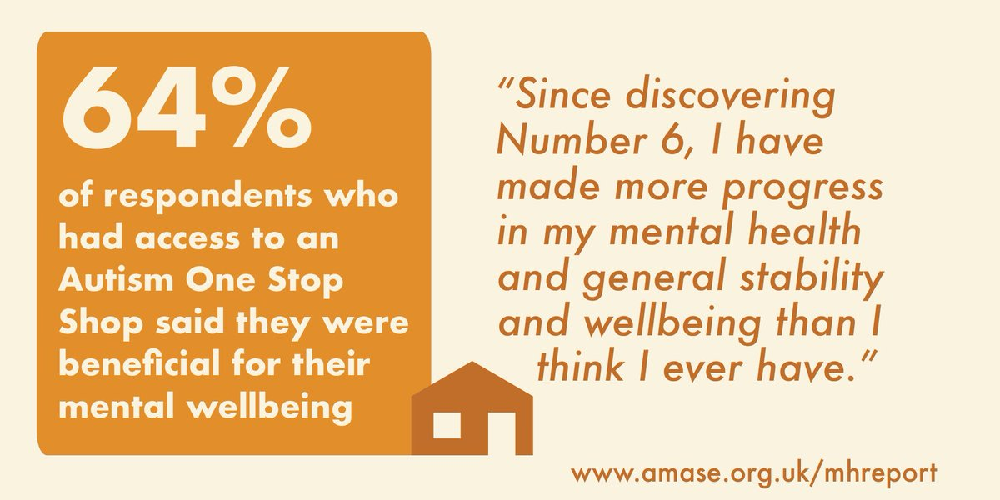 64%
of respondents who
had access to an
Autism One Stop
Shop said they were
beneficial for their
mental wellbeing
“Since discovering
Number 6, I have
made more progress
in my mental health
and general stability
and wellbeing than I
think I ever have.”
www.amase.org.uk/mhreport